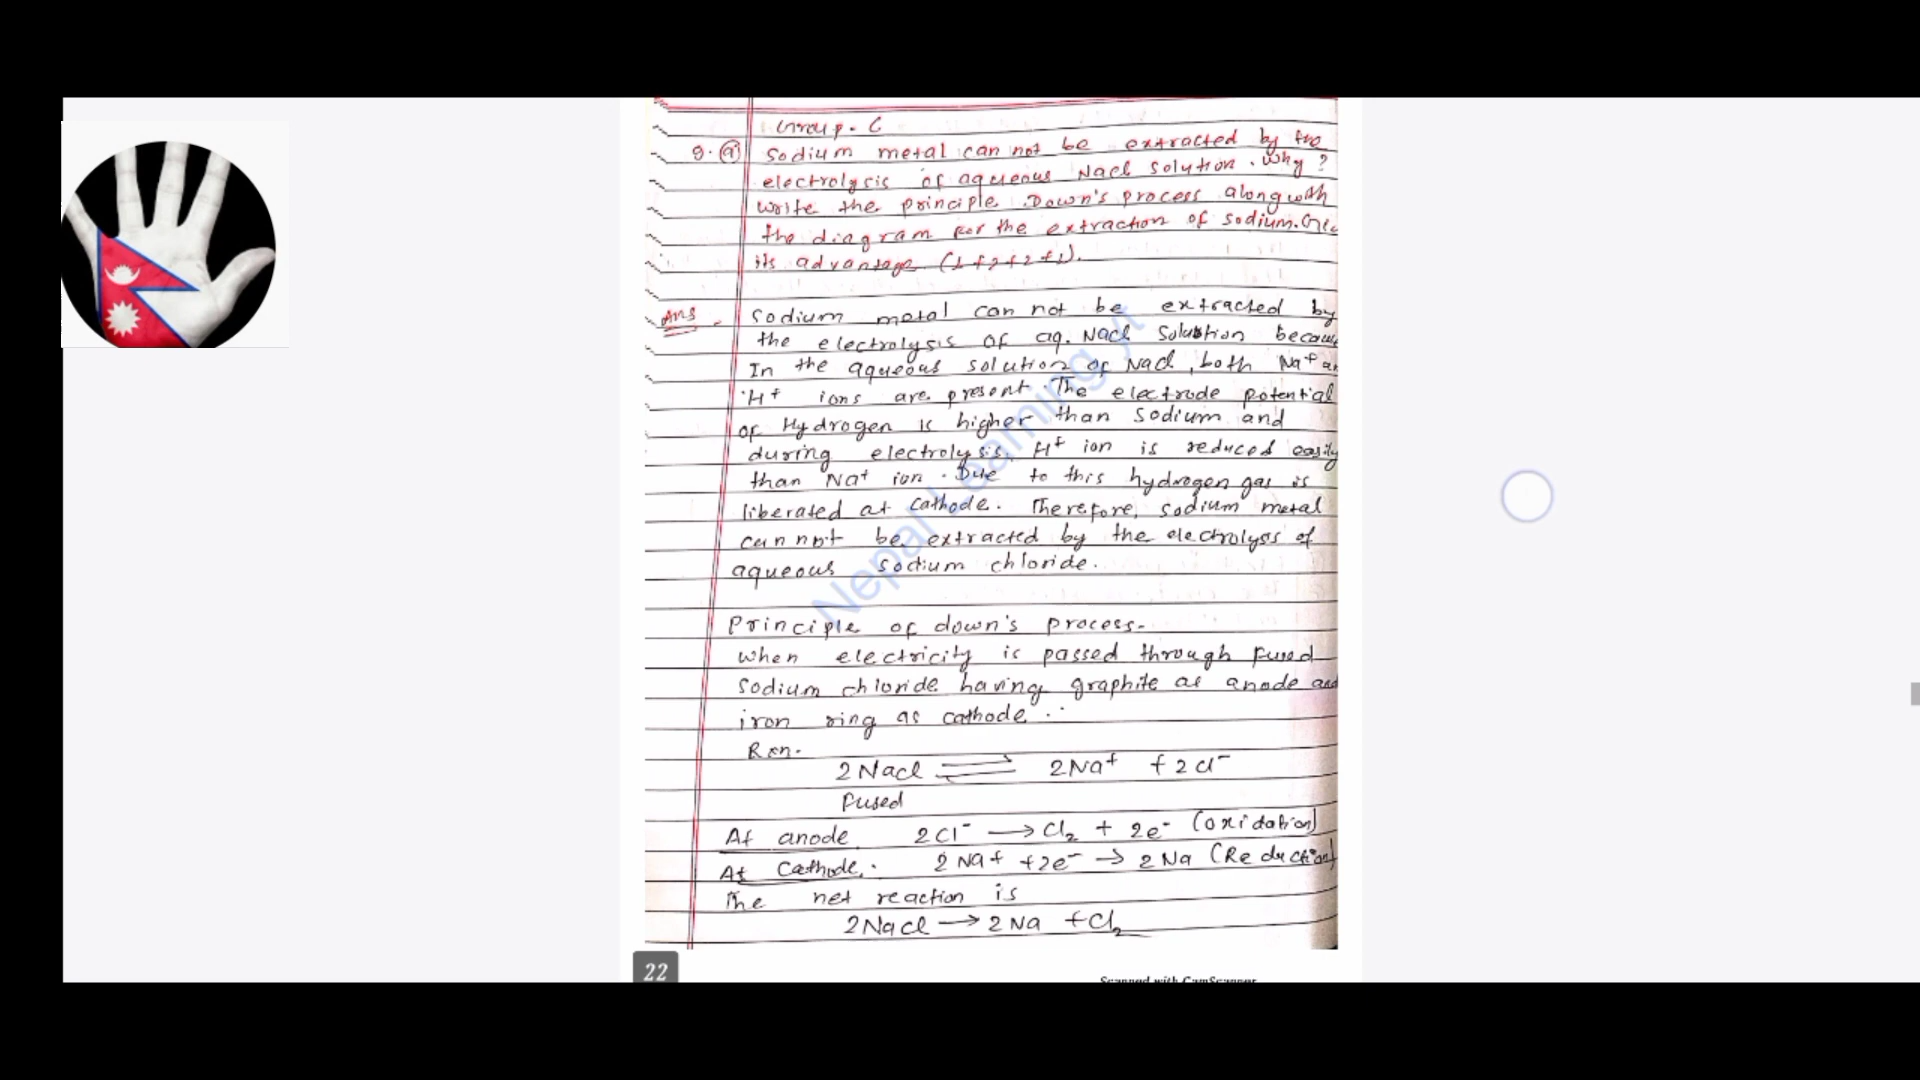 Group - C
9. (a) Sodium metal can not be extracted by
electrolysis of aqueous Nacl solution. Why?
Write the principle Down's process alongwith
the diagram for the extraction of sodium.
its advantage (1+2+2+1).
Ans - Sodium metal can not be extracted by
the electrolysis of aq. Nacl Solution
In the aqueous solution of Nacl, both Na+
H+ ions are present. The electrode potential
of Hydrogen is higher than sodium and
during electrolysis, H+ ion is reduced easily
than Na+ ion. Due to this hydrogen gas is
liberated at cathode. Therefore, sodium metal
cannot be extracted by the electrolysis of
aqueous sodium chloride.
Principle of down's process-
When electricity is passed through fused
Sodium chloride having graphite as anode and
iron ring as cathode.
Rxn.
2Nacl ⇌ 2Na+ + 2cl-
Fused
At anode 2Cl- → Cl2 + 2e- (oxidation)
At Cathode. 2Na+ + 2e- → 2Na (Reduction)
The net reaction is
2Nacl → 2Na + Cl2
Nepal Learning yt
22
Scanned with CamScanner